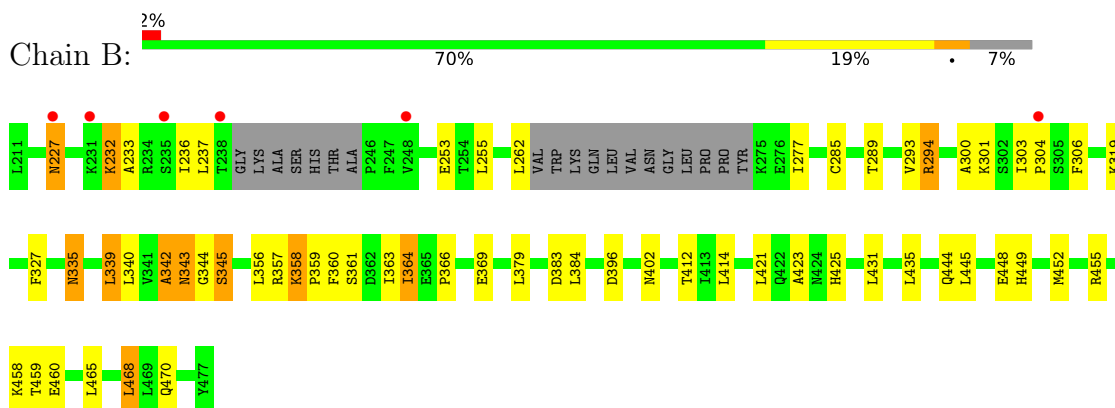 2%
Chain B:
70% 19% • 7%
L211 N227 K231 K232 A233 R234 S235 I236 L237 T238 GLY LYS ALA SER HIS THR ALA P246 F247 V248 E253 T254 L255 L262 VAL TRP LYS GLN LEU VAL ASN GLY LEU PRO PRO TYR K275 E276 I277 C285 T289 V293 R294 A300 K301 S302 I303 P304 S305 F306 K319
F327 N335 L339 L340 V341 A342 N343 G344 S345 L356 R357 K358 P359 F360 S361 D362 I363 I364 E365 P366 E369 L379 D383 L384 D396 N402 T412 I413 L414 L421 Q422 A423 N424 H425 L431 L435 Q444 L445 E448 H449 M452 R455
K458 T459 E460 L465 L468 L469 Q470 Y477